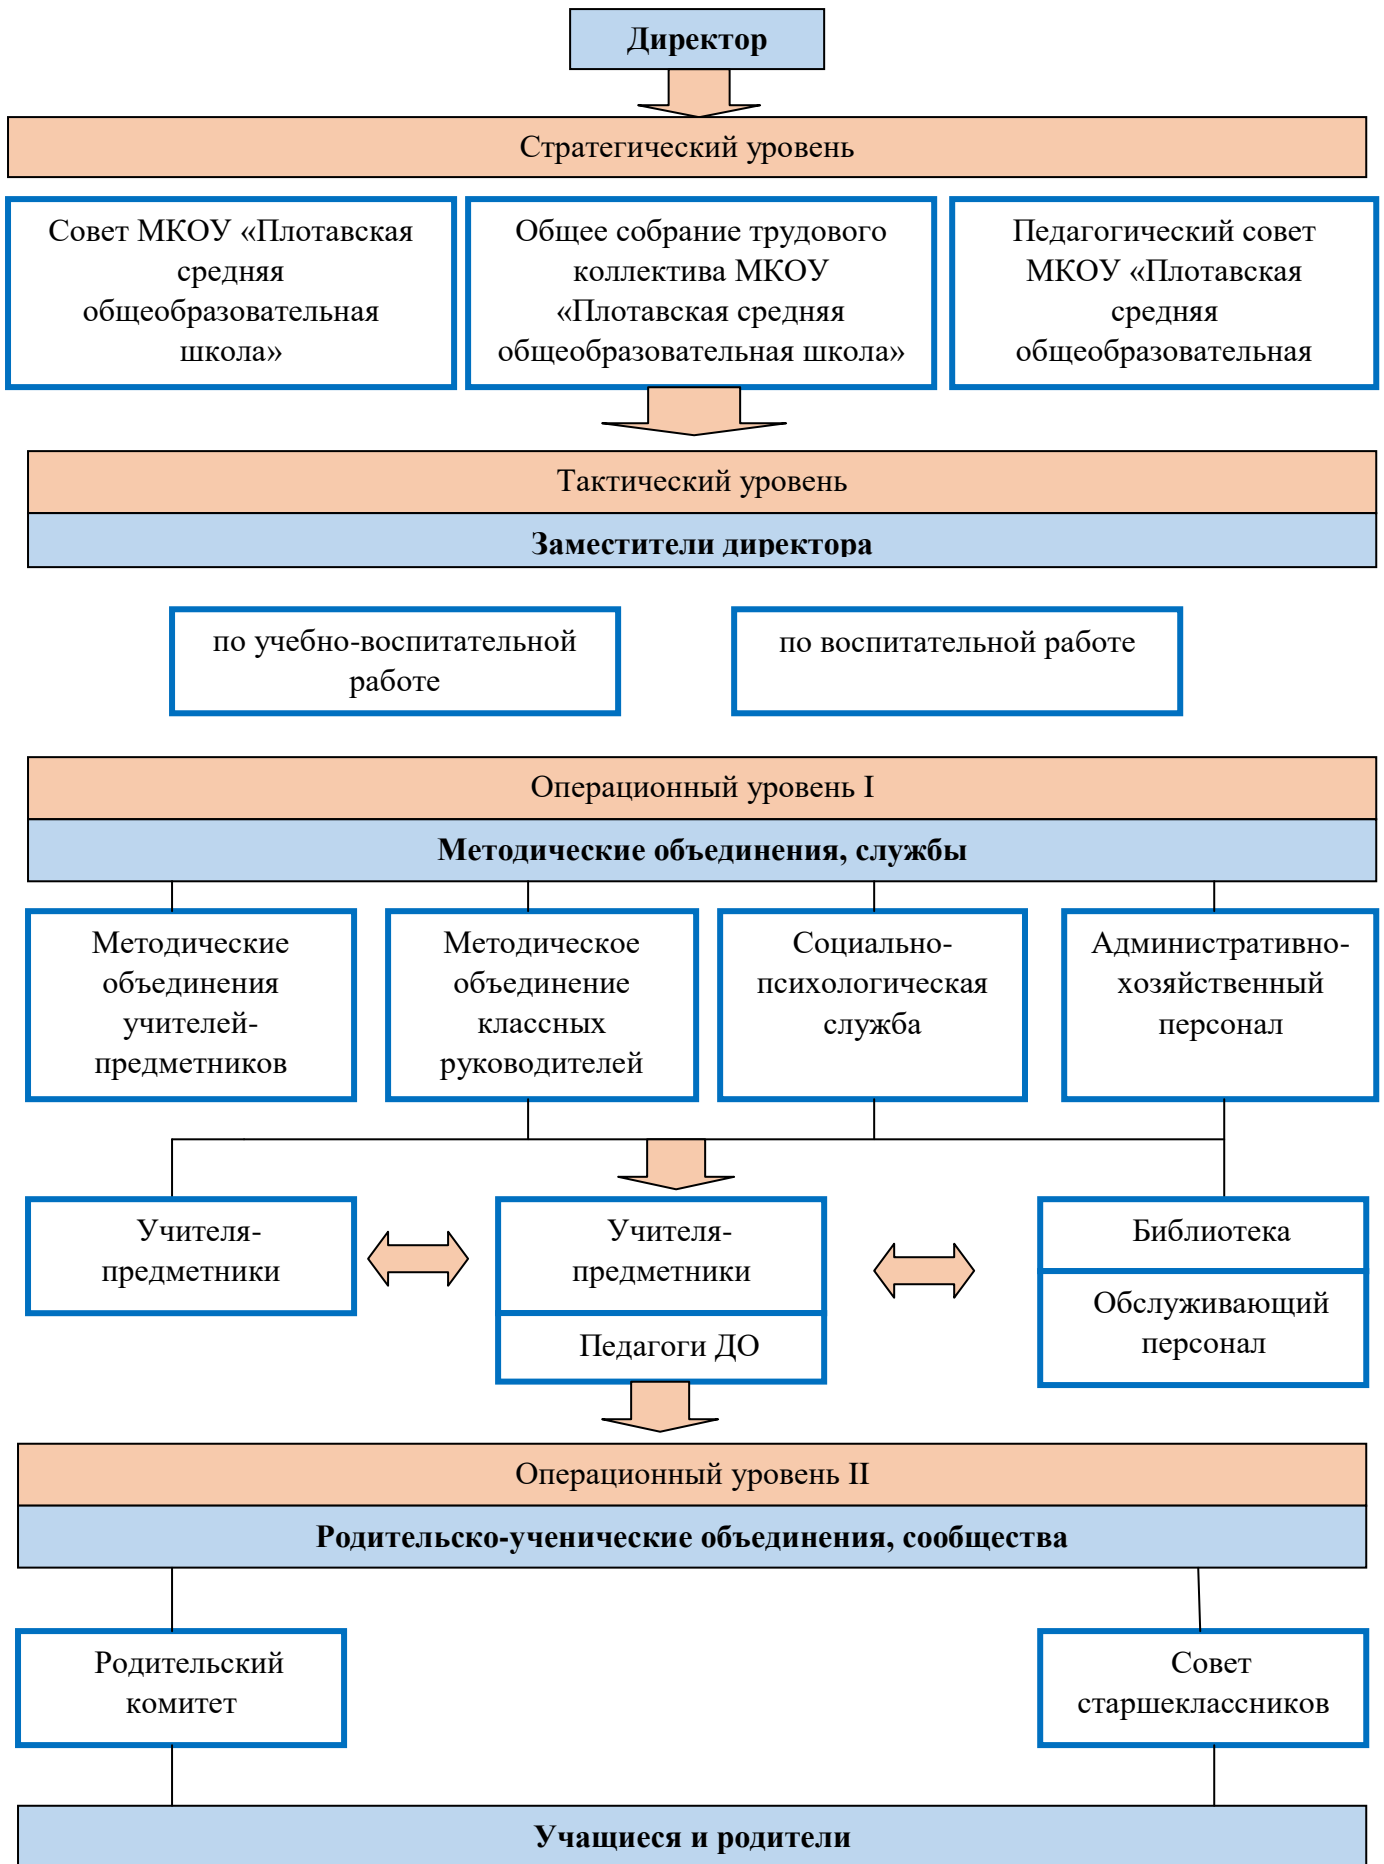 Директор
Стратегический уровень
Совет МКОУ «Плотавская
средняя
общеобразовательная
школа»
Общее собрание трудового
коллектива МКОУ
«Плотавская средняя
общеобразовательная школа»
Педагогический совет
МКОУ «Плотавская
средняя
общеобразовательная
Тактический уровень
Заместители директора
по учебно-воспитательной
работе
по воспитательной работе
Операционный уровень I
Методические объединения, службы
Методические
объединения
учителей-
предметников
Методическое
объединение
классных
руководителей
Социально-
психологическая
служба
Административно-
хозяйственный
персонал
Учителя-
предметники
Учителя-
предметники
Педагоги ДО
Библиотека
Обслуживающий
персонал
Операционный уровень II
Родительско-ученические объединения, сообщества
Родительский
комитет
Совет
старшеклассников
Учащиеся и родители